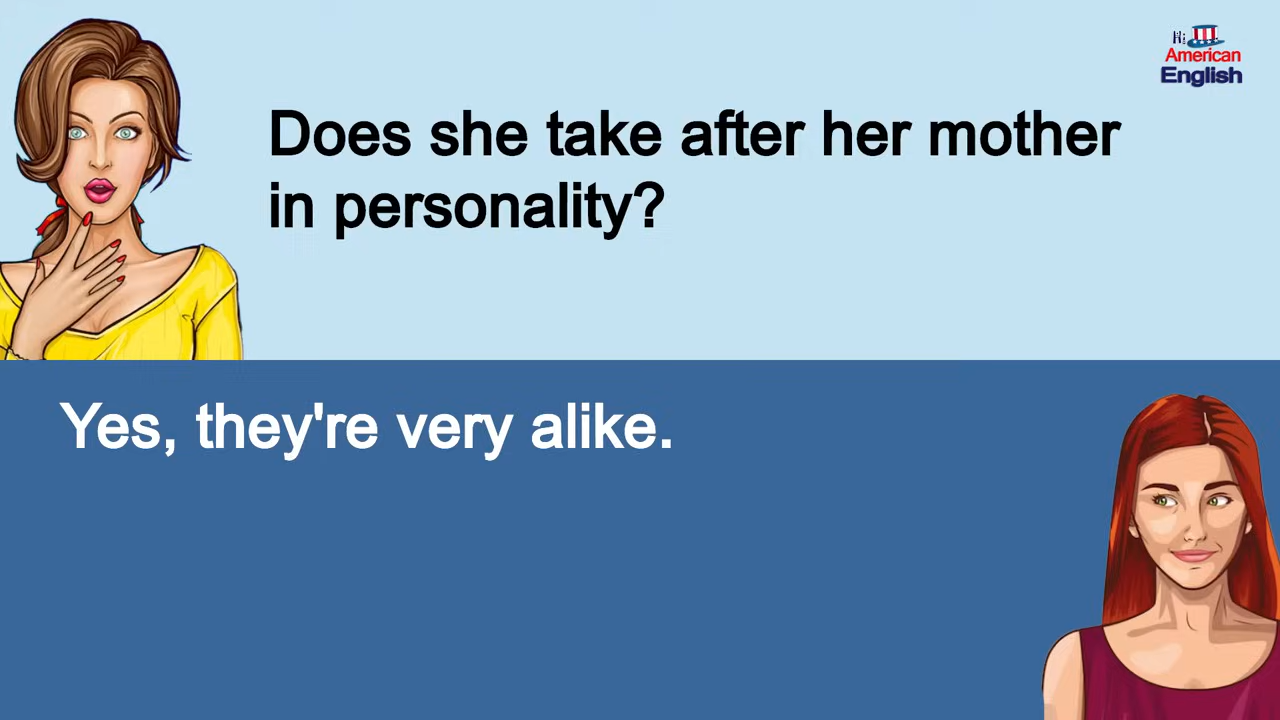 Hi
American
English
Does she take after her mother
in personality?
Yes, they're very alike.